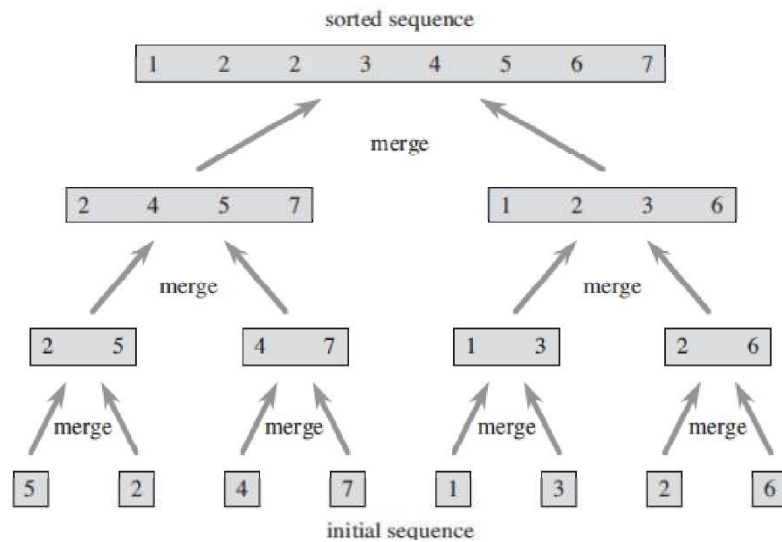 sorted sequence
1 2 2 3 4 5 6 7
merge
2 4 5 7 1 2 3 6
merge merge
2 5 4 7 1 3 2 6
merge merge merge merge
5 2 4 7 1 3 2 6
initial sequence